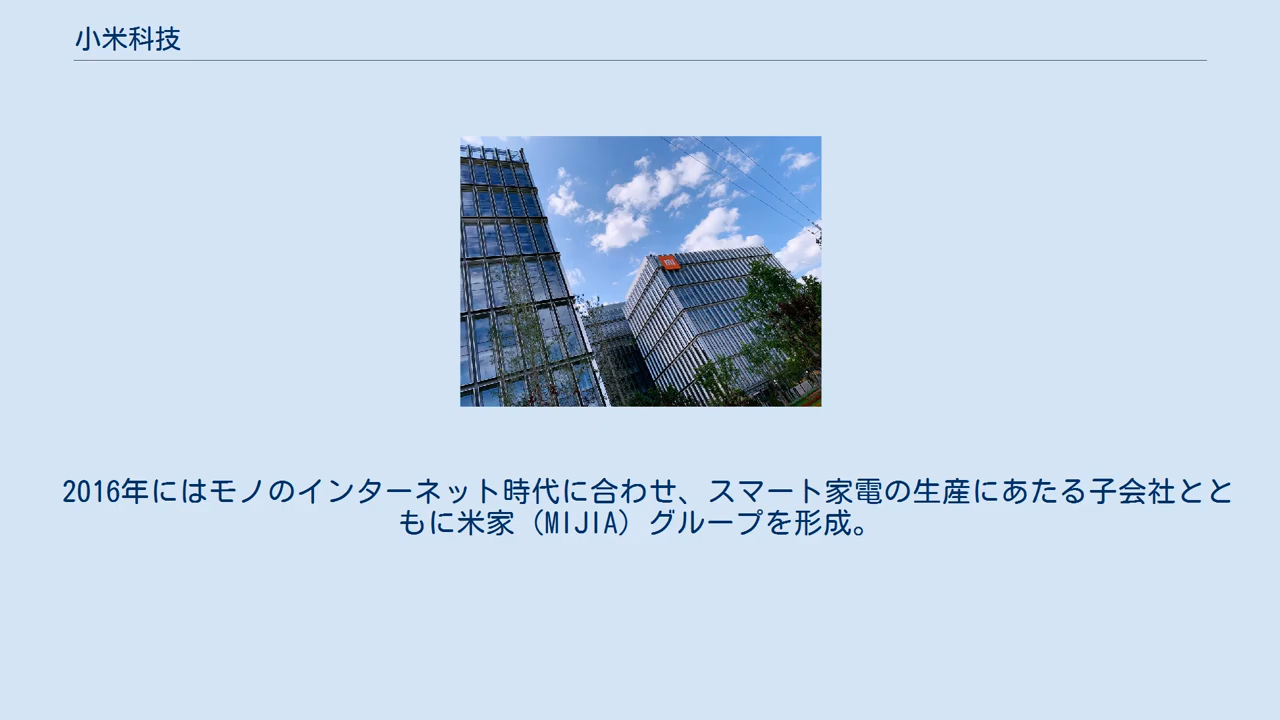 小米科技
2016年にはモノのインターネット時代に合わせ、スマート家電の生産にあたる子会社とと
もに米家（MIJIA）グループを形成。